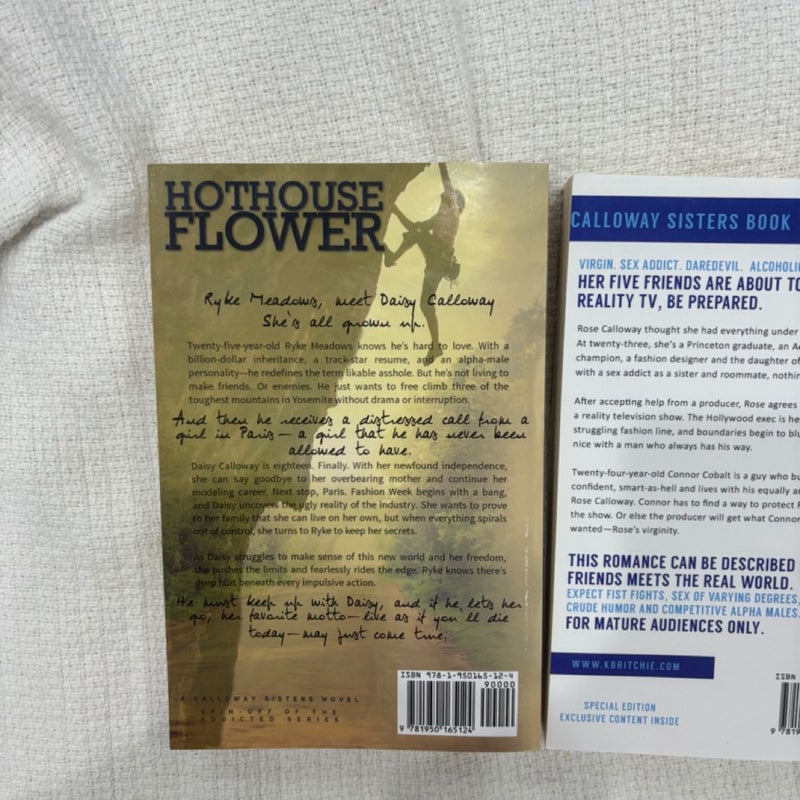 HOTHOUSE
FLOWER
Ryke Meadows, meet Daisy Calloway
She's all grown up.
Twenty-five-year-old Ryke Meadows knows he's hard to love. With a
billion-dollar inheritance, a track-star resume, and an alpha-male
personality—he redefines the term likable asshole. But he's not living to
make friends. Or enemies. He just wants to free climb three of the
toughest mountains in Yosemite without drama or interruption.
And then he receives a distressed call from a
girl in Paris—a girl that he has never been
allowed to have.
Daisy Calloway is eighteen. Finally. With her newfound independence,
she can say goodbye to her overbearing mother and continue her
modeling career. Next stop, Paris. Fashion Week begins with a bang,
and Daisy uncovers the ugly reality of the industry. She wants to prove
to her family that she can live on her own, but when everything spirals
out of control, she turns to Ryke to keep her secrets.
As Daisy struggles to make sense of this new world and her freedom,
she pushes the limits and fearlessly rides the edge. Ryke knows there's
deep hurt beneath every impulsive action.
He must keep up with Daisy, and if he lets her
go, her favorite motto—live as if you'll die
today—may just come true.
A CALLOWAY SISTERS NOVEL
SPIN-OFF OF THE
ADDICTED SERIES
ISBN 978-1-950165-12-4
90000
9 781950 165124
CALLOWAY SISTERS BOOK
VIRGIN. SEX ADDICT. DAREDEVIL. ALCOHOLI
HER FIVE FRIENDS ARE ABOUT TO
REALITY TV, BE PREPARED.
Rose Calloway thought she had everything under
At twenty-three, she's a Princeton graduate, an A
champion, a fashion designer and the daughter of
with a sex addict as a sister and roommate, nothin
After accepting help from a producer, Rose agrees
a reality television show. The Hollywood exec is he
struggling fashion line, and boundaries begin to blu
nice with a man who always has his way.
Twenty-four-year-old Connor Cobalt is a guy who bu
confident, smart-as-hell and lives with his equally a
Rose Calloway. Connor has to find a way to protect R
the show. Or else the producer will get what Connor
wanted—Rose's virginity.
THIS ROMANCE CAN BE DESCRIBED
FRIENDS MEETS THE REAL WORLD.
EXPECT FIST FIGHTS, SEX OF VARYING DEGREES,
CRUDE HUMOR AND COMPETITIVE ALPHA MALES.
FOR MATURE AUDIENCES ONLY.
WWW.KBRITCHIE.COM
SPECIAL EDITION
EXCLUSIVE CONTENT INSIDE
ISBN
9 7819